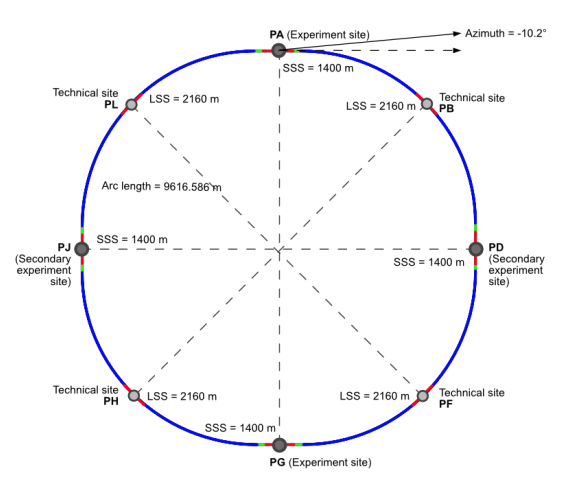 PA (Experiment site)
Azimuth = -10.2°
SSS = 1400 m
Technical site
PL
LSS = 2160 m
LSS = 2160 m
Technical site
PB
Arc length = 9616.586 m
PJ
(Secondary
experiment
site)
SSS = 1400 m
SSS = 1400 m
PD
(Secondary
experiment
site)
Technical site
PH
LSS = 2160 m
LSS = 2160 m
Technical site
PF
SSS = 1400 m
PG (Experiment site)